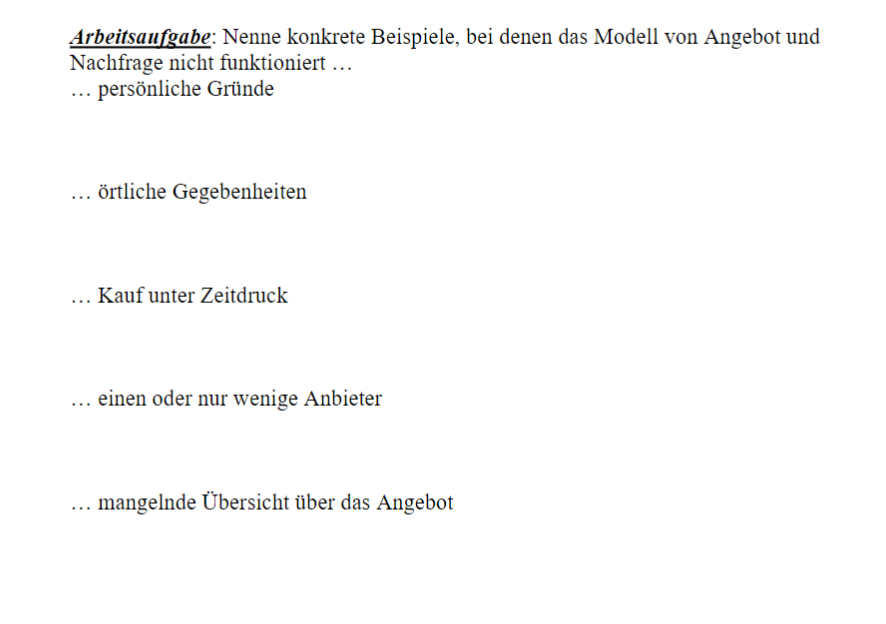 Arbeitsaufgabe: Nenne konkrete Beispiele, bei denen das Modell von Angebot und
Nachfrage nicht funktioniert …
… persönliche Gründe
… örtliche Gegebenheiten
… Kauf unter Zeitdruck
… einen oder nur wenige Anbieter
… mangelnde Übersicht über das Angebot